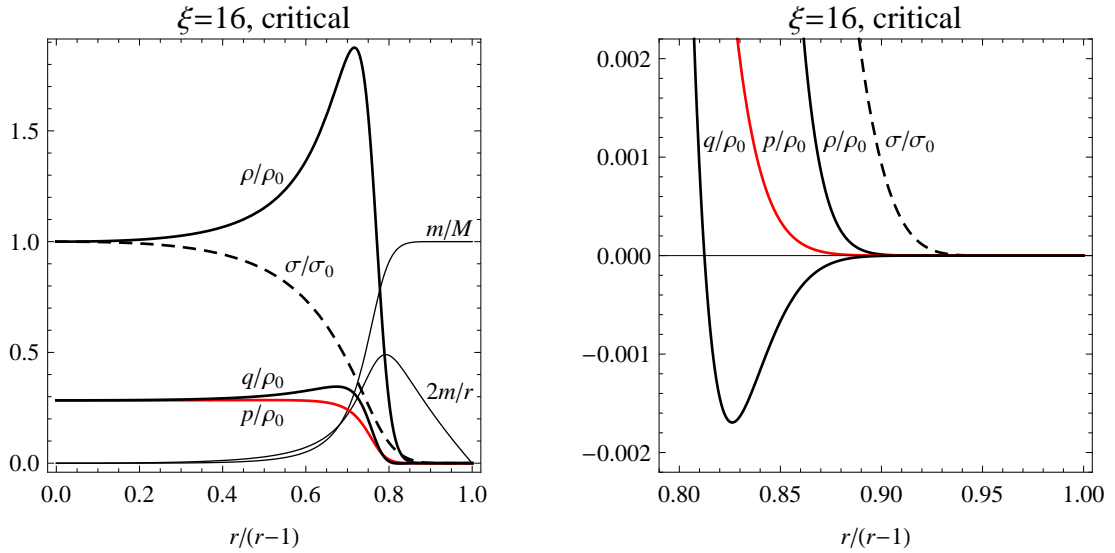 ξ=16, critical
1.5
1.0
0.5
0.0
ρ/ρ₀
σ/σ₀
m/M
q/ρ₀
p/ρ₀
2m/r
0.0 0.2 0.4 0.6 0.8 1.0
r/(r−1)
ξ=16, critical
0.002
0.001
0.000
−0.001
−0.002
q/ρ₀ p/ρ₀ ρ/ρ₀ σ/σ₀
0.80 0.85 0.90 0.95 1.00
r/(r−1)